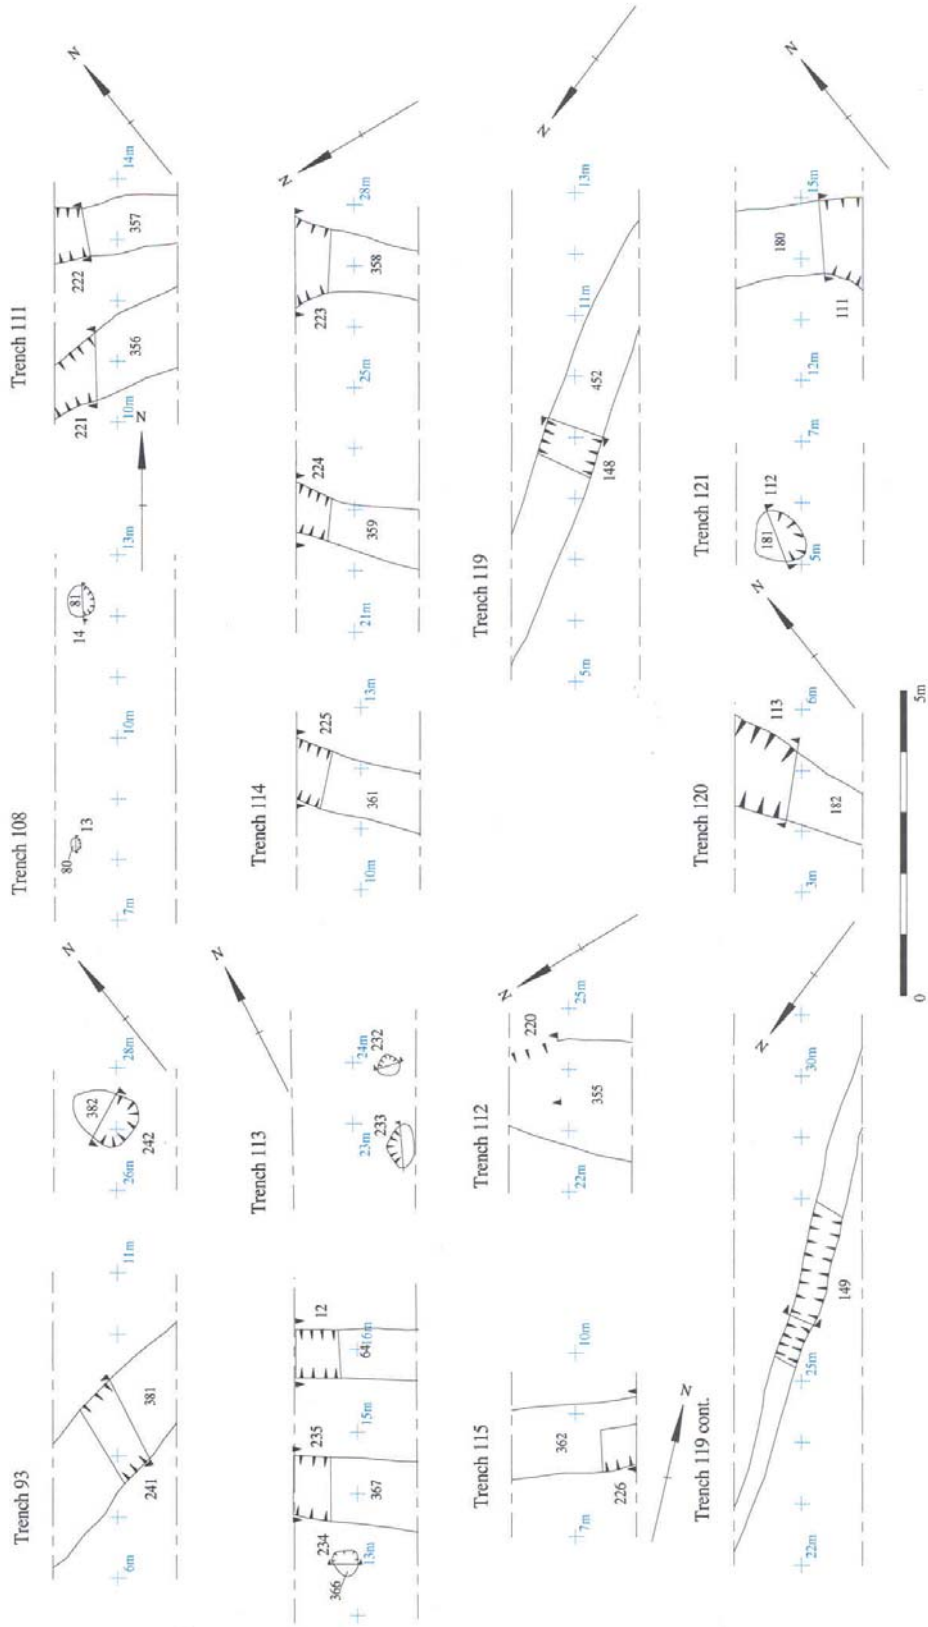 Trench 93
6m
241
381
11m
26m
242
382
28m
N
Trench 108
7m
80
13
10m
14
81
13m
N
Trench 111
10m
221
356
222
357
14m
N
Trench 113
366
234
13m
367
235
15m
64
16m
12
23m
233
24m
232
N
Trench 114
10m
361
225
13m
21m
359
224
25m
223
358
28m
N
Trench 115
7m
226
362
10m
N
Trench 112
22m
355
220
25m
N
Trench 119
5m
148
452
11m
13m
N
Trench 119 cont.
22m
25m
149
30m
N
Trench 120
3m
182
113
6m
N
Trench 121
5m
181
112
7m
12m
111
180
15m
N
0
5m